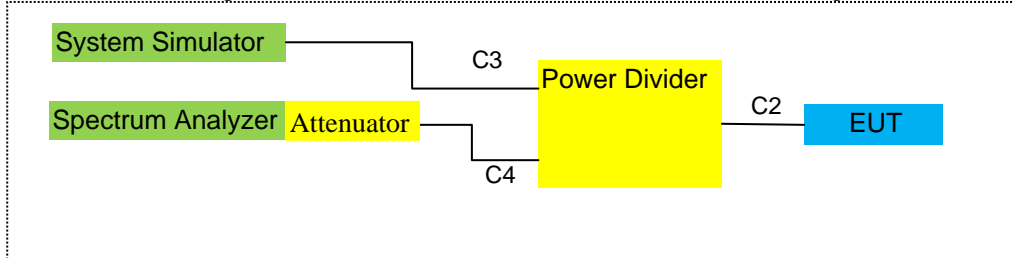 System Simulator
C3
Power Divider
C2
Spectrum Analyzer
Attenuator
EUT
C4